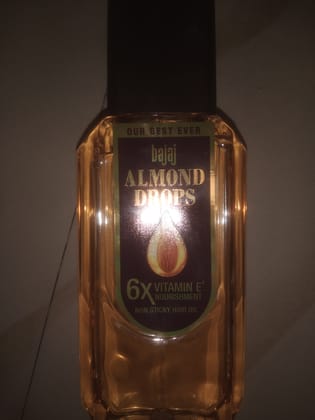 OUR BEST EVER
bajaj
ALMOND
DROPS
6X VITAMIN E*
NOURISHMENT
NON STICKY HAIR OIL